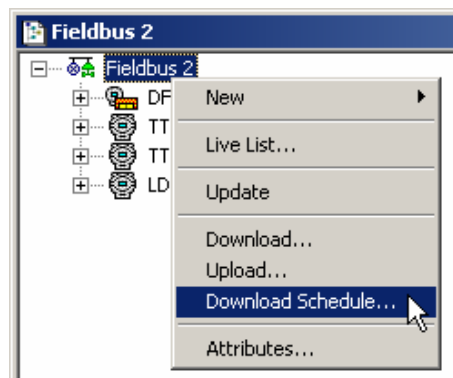 Fieldbus 2
Fieldbus 2
DF
New
TT
Live List...
TT
LD
Update
Download...
Upload...
Download Schedule...
Attributes...